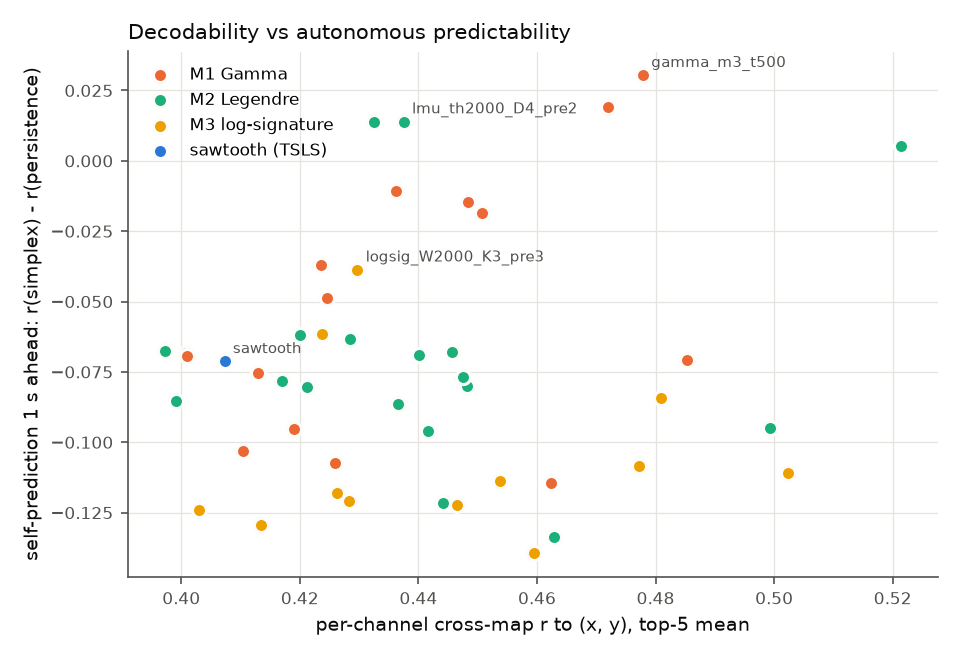 Decodability vs autonomous predictability
self-prediction 1 s ahead: r(simplex) - r(persistence)
M1 Gamma
M2 Legendre
M3 log-signature
sawtooth (TSLS)
gamma_m3_t500
lmu_th2000_D4_pre2
logsig_W2000_K3_pre3
sawtooth
0.025
0.000
−0.025
−0.050
−0.075
−0.100
−0.125
0.40 0.42 0.44 0.46 0.48 0.50 0.52
per-channel cross-map r to (x, y), top-5 mean